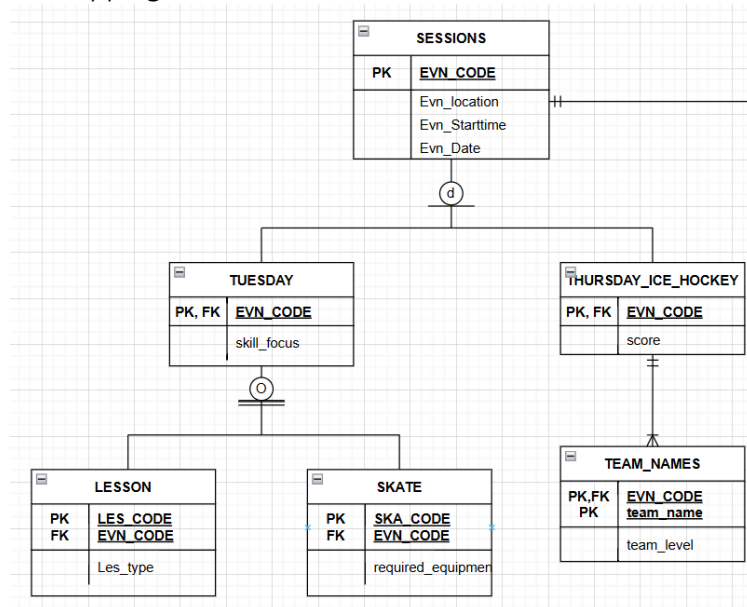 SESSIONS
PK EVN_CODE
Evn_location
Evn_Starttime
Evn_Date
d
TUESDAY
PK, FK EVN_CODE
skill_focus
THURSDAY_ICE_HOCKEY
PK, FK EVN_CODE
score
O
LESSON
PK LES_CODE
FK EVN_CODE
Les_type
SKATE
PK SKA_CODE
FK EVN_CODE
required_equipmen
TEAM_NAMES
PK,FK EVN_CODE
PK team_name
team_level